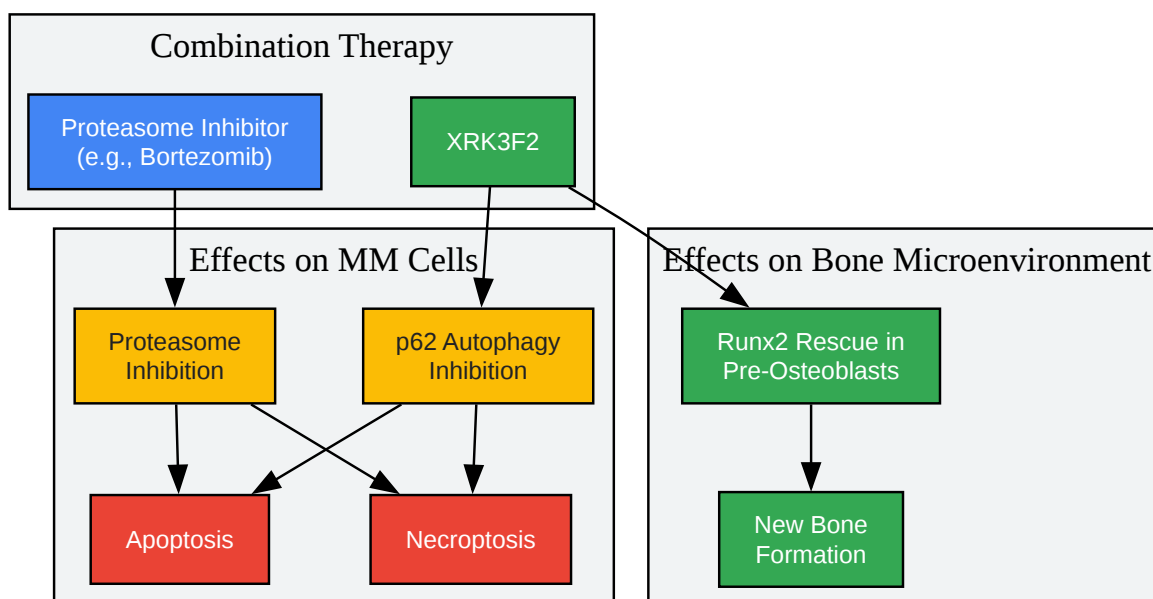 Combination Therapy
Proteasome Inhibitor
(e.g., Bortezomib)
XRK3F2
Effects on MM Cells
Proteasome
Inhibition
p62 Autophagy
Inhibition
Apoptosis
Necroptosis
Effects on Bone Microenvironment
Runx2 Rescue in
Pre-Osteoblasts
New Bone
Formation